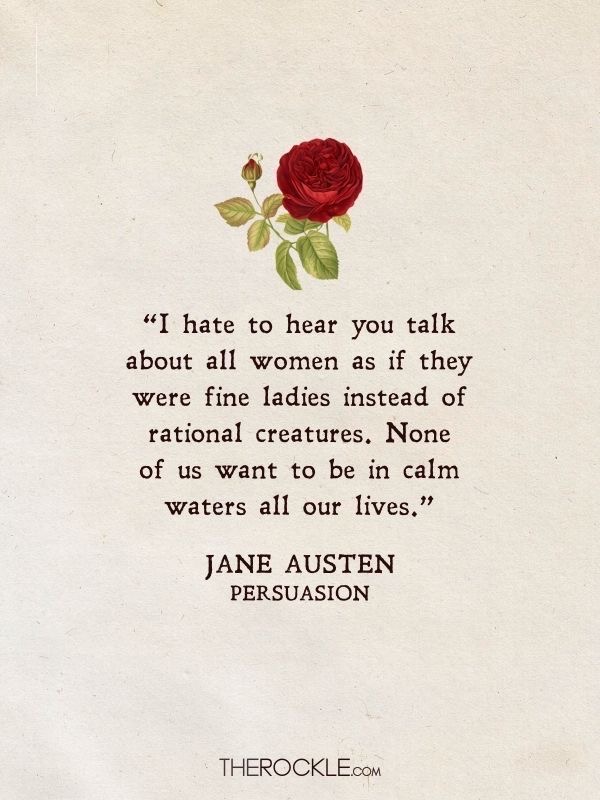 “I hate to hear you talk
about all women as if they
were fine ladies instead of
rational creatures. None
of us want to be in calm
waters all our lives.”
JANE AUSTEN
PERSUASION
THEROCKLE.COM